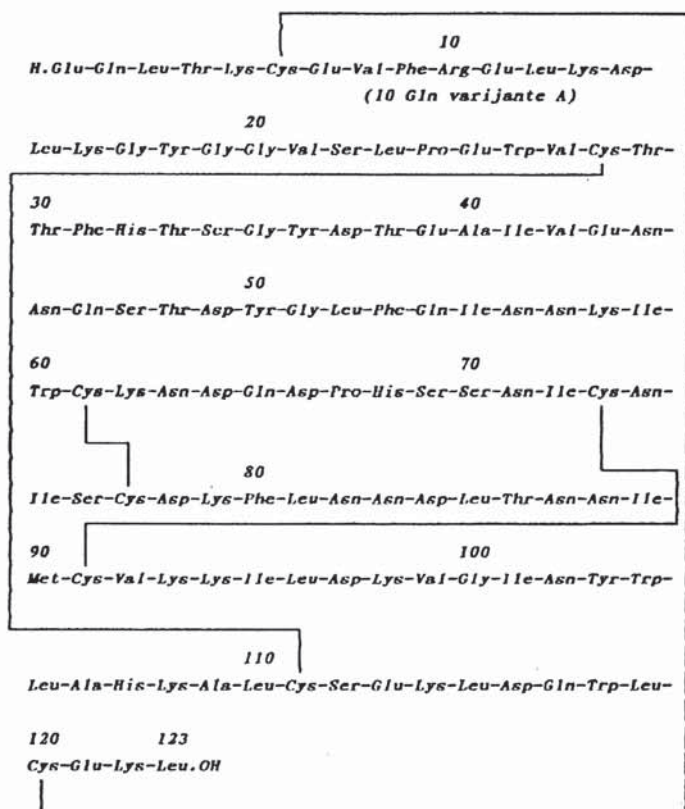 10
H.Glu-Gln-Leu-Thr-Lys-Cys-Glu-Val-Phe-Arg-Glu-Leu-Lys-Asp-
(10 Gln varijante A)
20
Leu-Lys-Gly-Tyr-Gly-Gly-Val-Ser-Leu-Pro-Glu-Trp-Val-Cys-Thr-
30 40
Thr-Phe-His-Thr-Ser-Gly-Tyr-Asp-Thr-Glu-Ala-Ile-Val-Glu-Asn-
50
Asn-Gln-Ser-Thr-Asp-Tyr-Gly-Leu-Phe-Gln-Ile-Asn-Asn-Lys-Ile-
60 70
Trp-Cys-Lys-Asn-Asp-Gln-Asp-Pro-His-Ser-Ser-Asn-Ile-Cys-Asn-
80
Ile-Ser-Cys-Asp-Lys-Phe-Leu-Asn-Asn-Asp-Leu-Thr-Asn-Asn-Ile-
90 100
Met-Cys-Val-Lys-Lys-Ile-Leu-Asp-Lys-Val-Gly-Ile-Asn-Tyr-Trp-
110
Leu-Ala-His-Lys-Ala-Leu-Cys-Ser-Glu-Lys-Leu-Asp-Gln-Trp-Leu-
120 123
Cys-Glu-Lys-Leu.OH